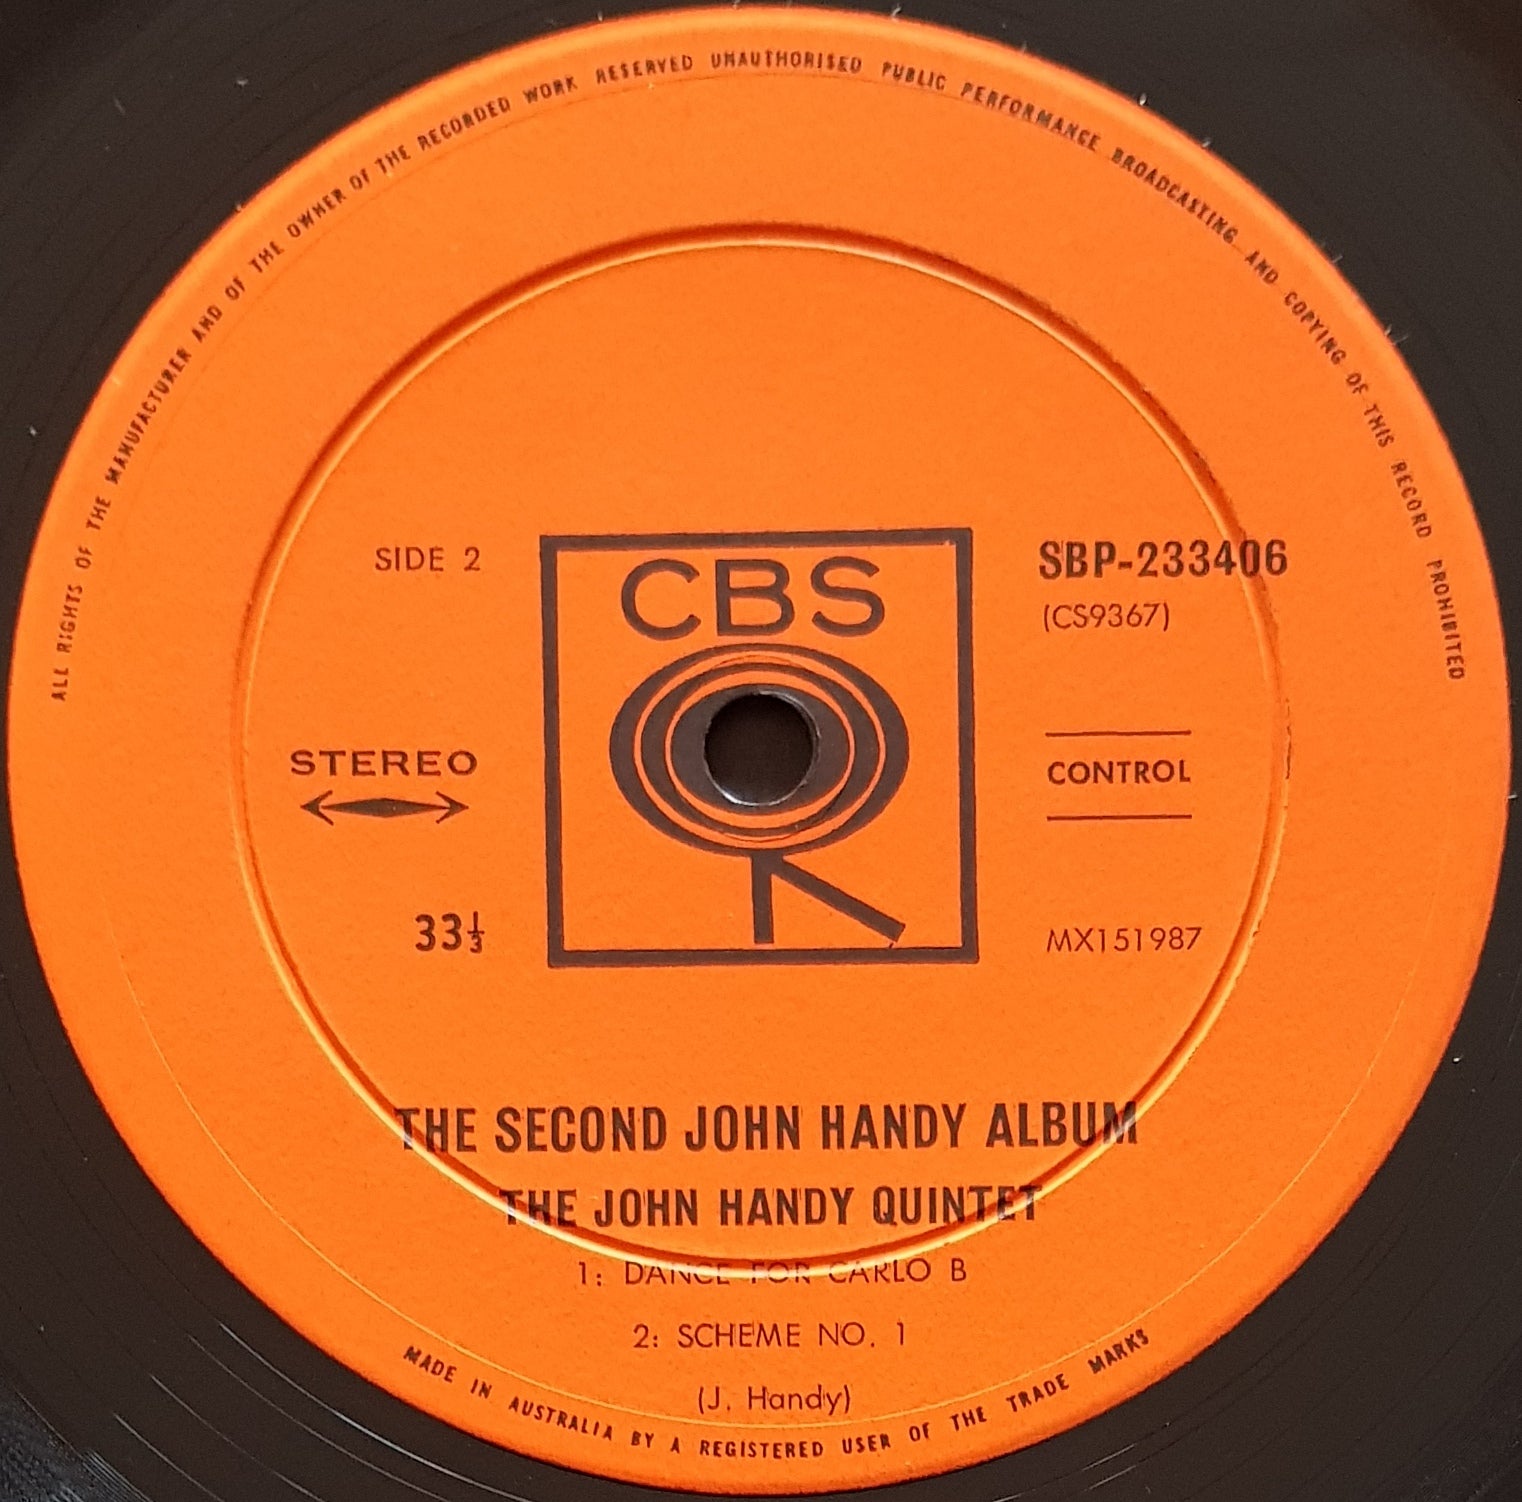 ALL RIGHTS OF THE MANUFACTURER AND OF THE OWNER OF THE RECORDED WORK RESERVED UNAUTHORISED PUBLIC PERFORMANCE BROADCASTING AND COPYING OF THIS RECORD PROHIBITED
SIDE 2
CBS
SBP-233406
(CS9367)
STEREO
CONTROL
33⅓
MX151987
THE SECOND JOHN HANDY ALBUM
THE JOHN HANDY QUINTET
1: DANCE FOR CARLO B
2: SCHEME NO. 1
(J. Handy)
MADE IN AUSTRALIA BY A REGISTERED USER OF THE TRADE MARKS